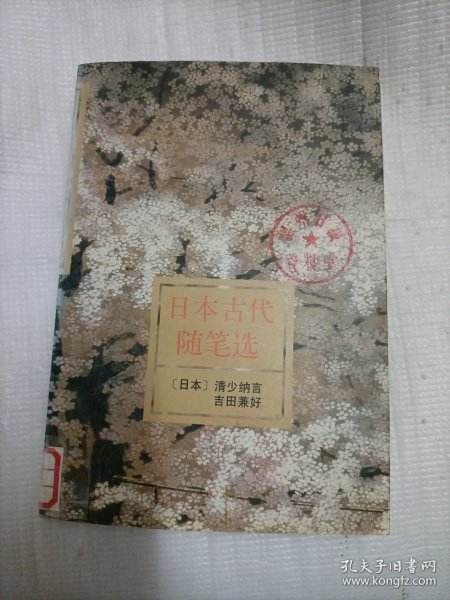 日本古代
随笔选
〔日本〕清少纳言
吉田兼好
孔夫子旧书网
www.kongfz.com